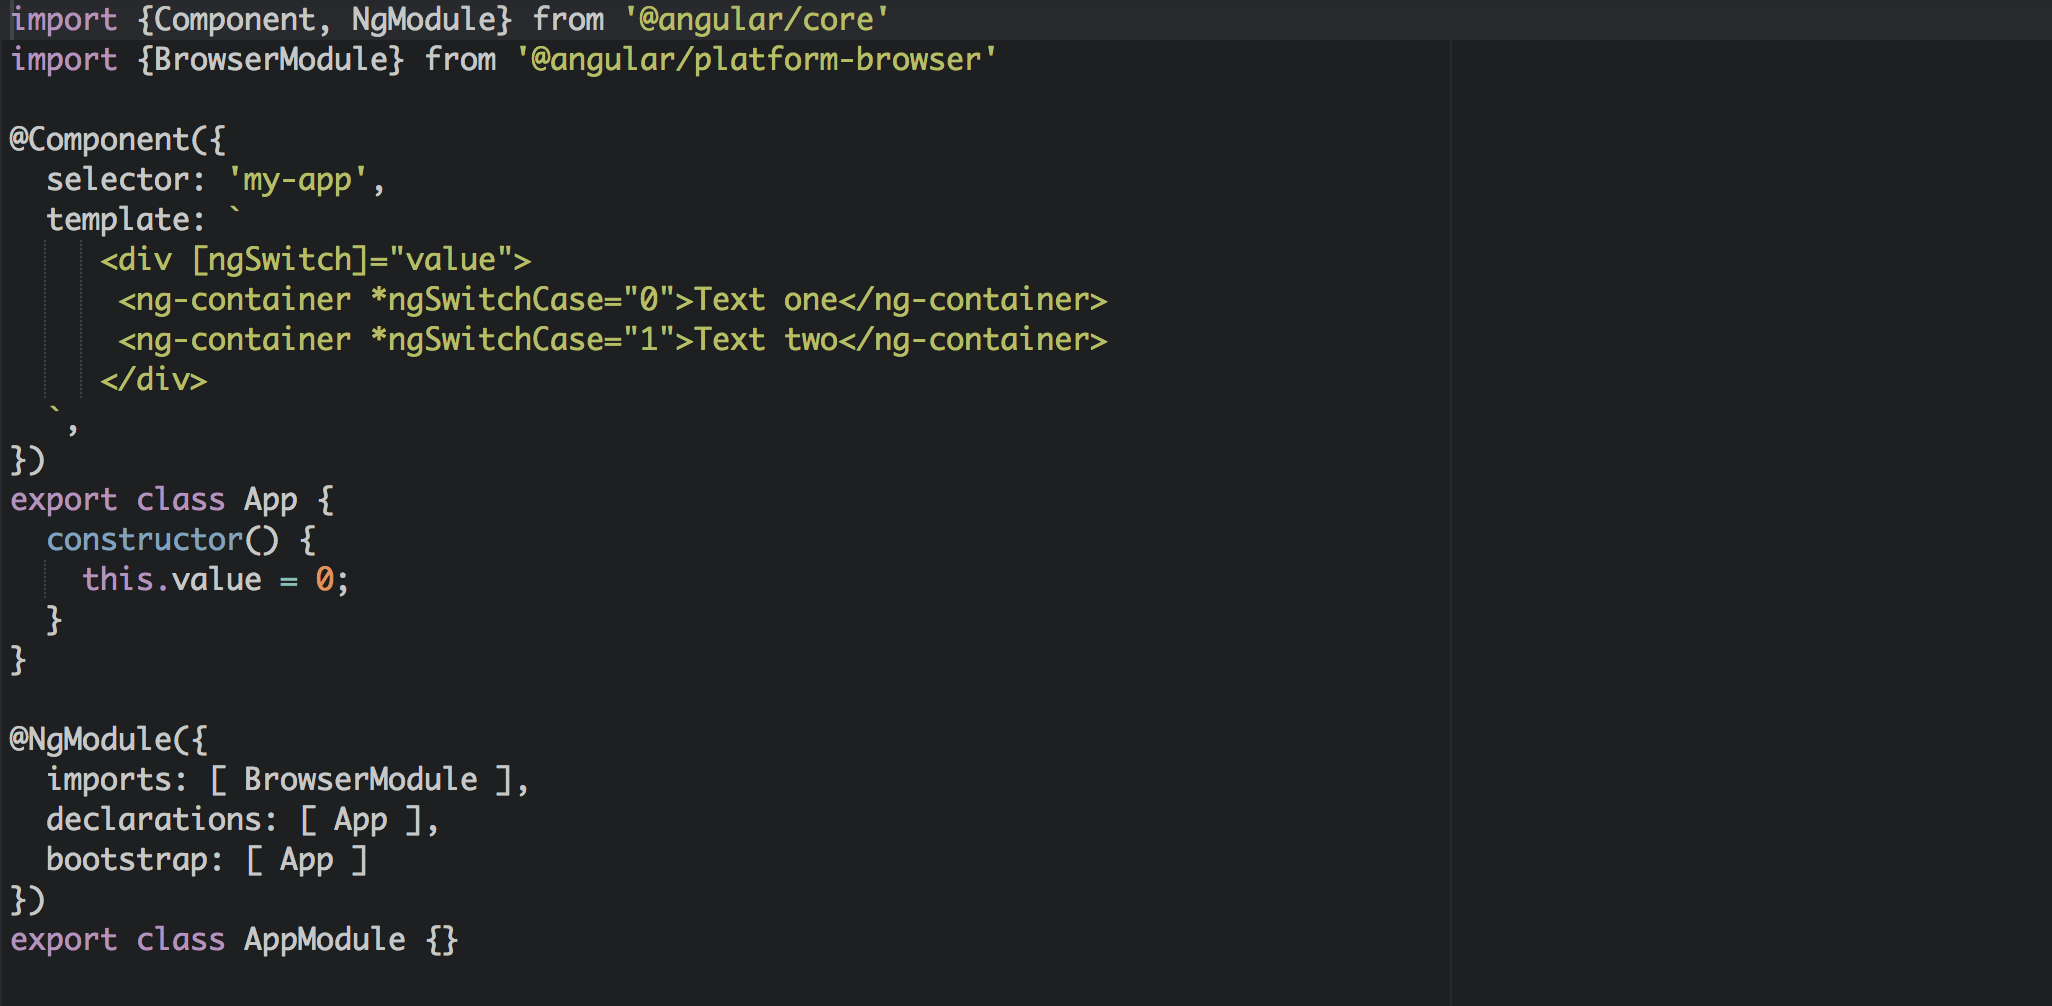 import {Component, NgModule} from '@angular/core'
import {BrowserModule} from '@angular/platform-browser'

@Component({
  selector: 'my-app',
  template: `
     <div [ngSwitch]="value">
      <ng-container *ngSwitchCase="0">Text one</ng-container>
      <ng-container *ngSwitchCase="1">Text two</ng-container>
     </div>
  `,
})
export class App {
  constructor() {
    this.value = 0;
  }
}

@NgModule({
  imports: [ BrowserModule ],
  declarations: [ App ],
  bootstrap: [ App ]
})
export class AppModule {}